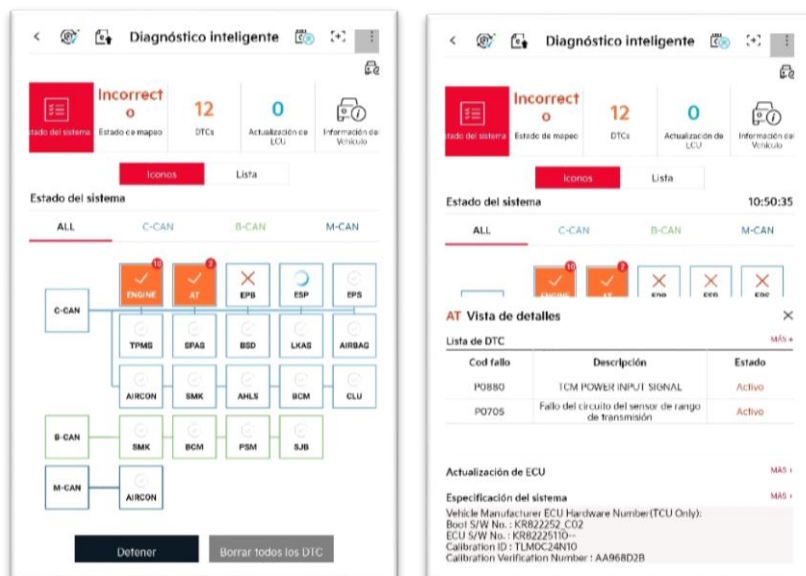 Diagnóstico inteligente
Estado del sistema
Incorrecto
Estado de mapeo
12
DTCs
0
Actualización de ECU
Información del Vehículo
Iconos
Lista
Estado del sistema
ALL
C-CAN
B-CAN
M-CAN
C-CAN
10
ENGINE
2
AT
EPB
ESP
EPS
TPMS
SPAS
BSD
LKAS
AIRBAG
AIRCON
SMK
AHLS
BCM
CLU
B-CAN
SMK
BCM
PSM
SJB
M-CAN
AIRCON
Detener
Borrar todos los DTC
Diagnóstico inteligente
Estado del sistema
Incorrecto
Estado de mapeo
12
DTCs
0
Actualización de ECU
Información del Vehículo
Iconos
Lista
Estado del sistema
10:50:35
ALL
C-CAN
B-CAN
M-CAN
10
2
AT Vista de detalles
Lista de DTC
MÁS +
Cod fallo
Descripción
Estado
P0880
TCM POWER INPUT SIGNAL
Activo
P0705
Fallo del circuito del sensor de rango
de transmisión
Activo
Actualización de ECU
MÁS
Especificación del sistema
MÁS
Vehicle Manufacturer ECU Hardware Number(TCU Only):
Boot S/W No. : KR822252_C02
ECU S/W No. : KR82225110--
Calibration ID : TLM0C24N10
Calibration Verification Number : AA968D2B